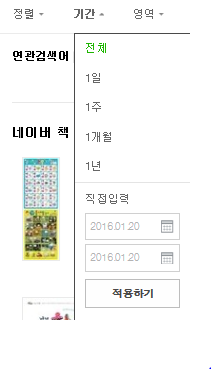 정렬 기간 영역
연관검색어
전체
1일
1주
네이버 책
1개월
1년
직접입력
2016.01.20
2016.01.20
적용하기